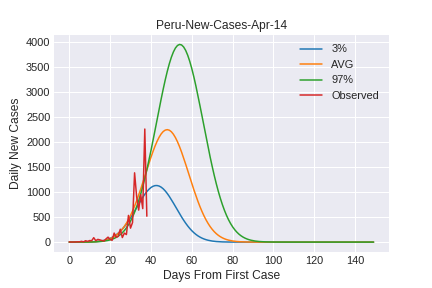 Peru-New-Cases-Apr-14
4000
3500
3000
2500
2000
1500
1000
500
0
Daily New Cases
3%
AVG
97%
Observed
0 20 40 60 80 100 120 140
Days From First Case